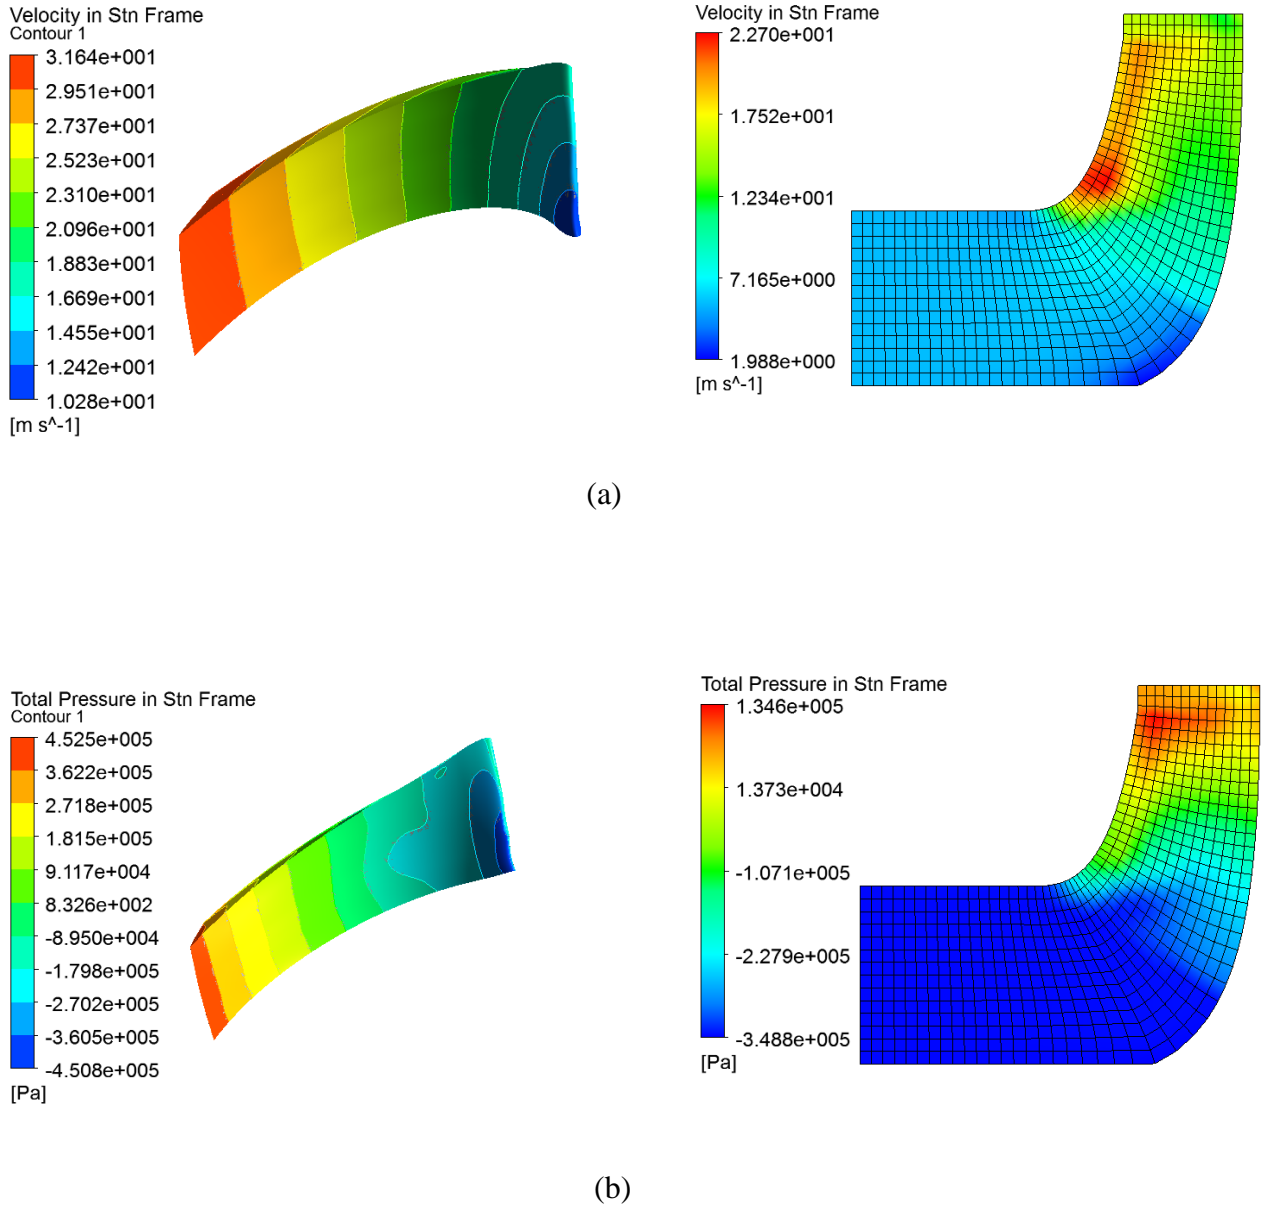 Velocity in Stn Frame
Contour 1
3.164e+001
2.951e+001
2.737e+001
2.523e+001
2.310e+001
2.096e+001
1.883e+001
1.669e+001
1.455e+001
1.242e+001
1.028e+001
[m s^-1]
Velocity in Stn Frame
2.270e+001
1.752e+001
1.234e+001
7.165e+000
1.988e+000
[m s^-1]
(a)
Total Pressure in Stn Frame
Contour 1
4.525e+005
3.622e+005
2.718e+005
1.815e+005
9.117e+004
8.326e+002
-8.950e+004
-1.798e+005
-2.702e+005
-3.605e+005
-4.508e+005
[Pa]
Total Pressure in Stn Frame
1.346e+005
1.373e+004
-1.071e+005
-2.279e+005
-3.488e+005
[Pa]
(b)